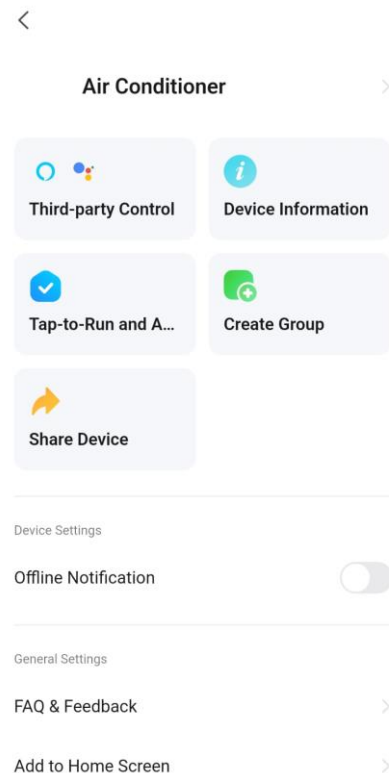 Air Conditioner
Third-party Control
Device Information
Tap-to-Run and A...
Create Group
Share Device
Device Settings
Offline Notification
General Settings
FAQ & Feedback
Add to Home Screen